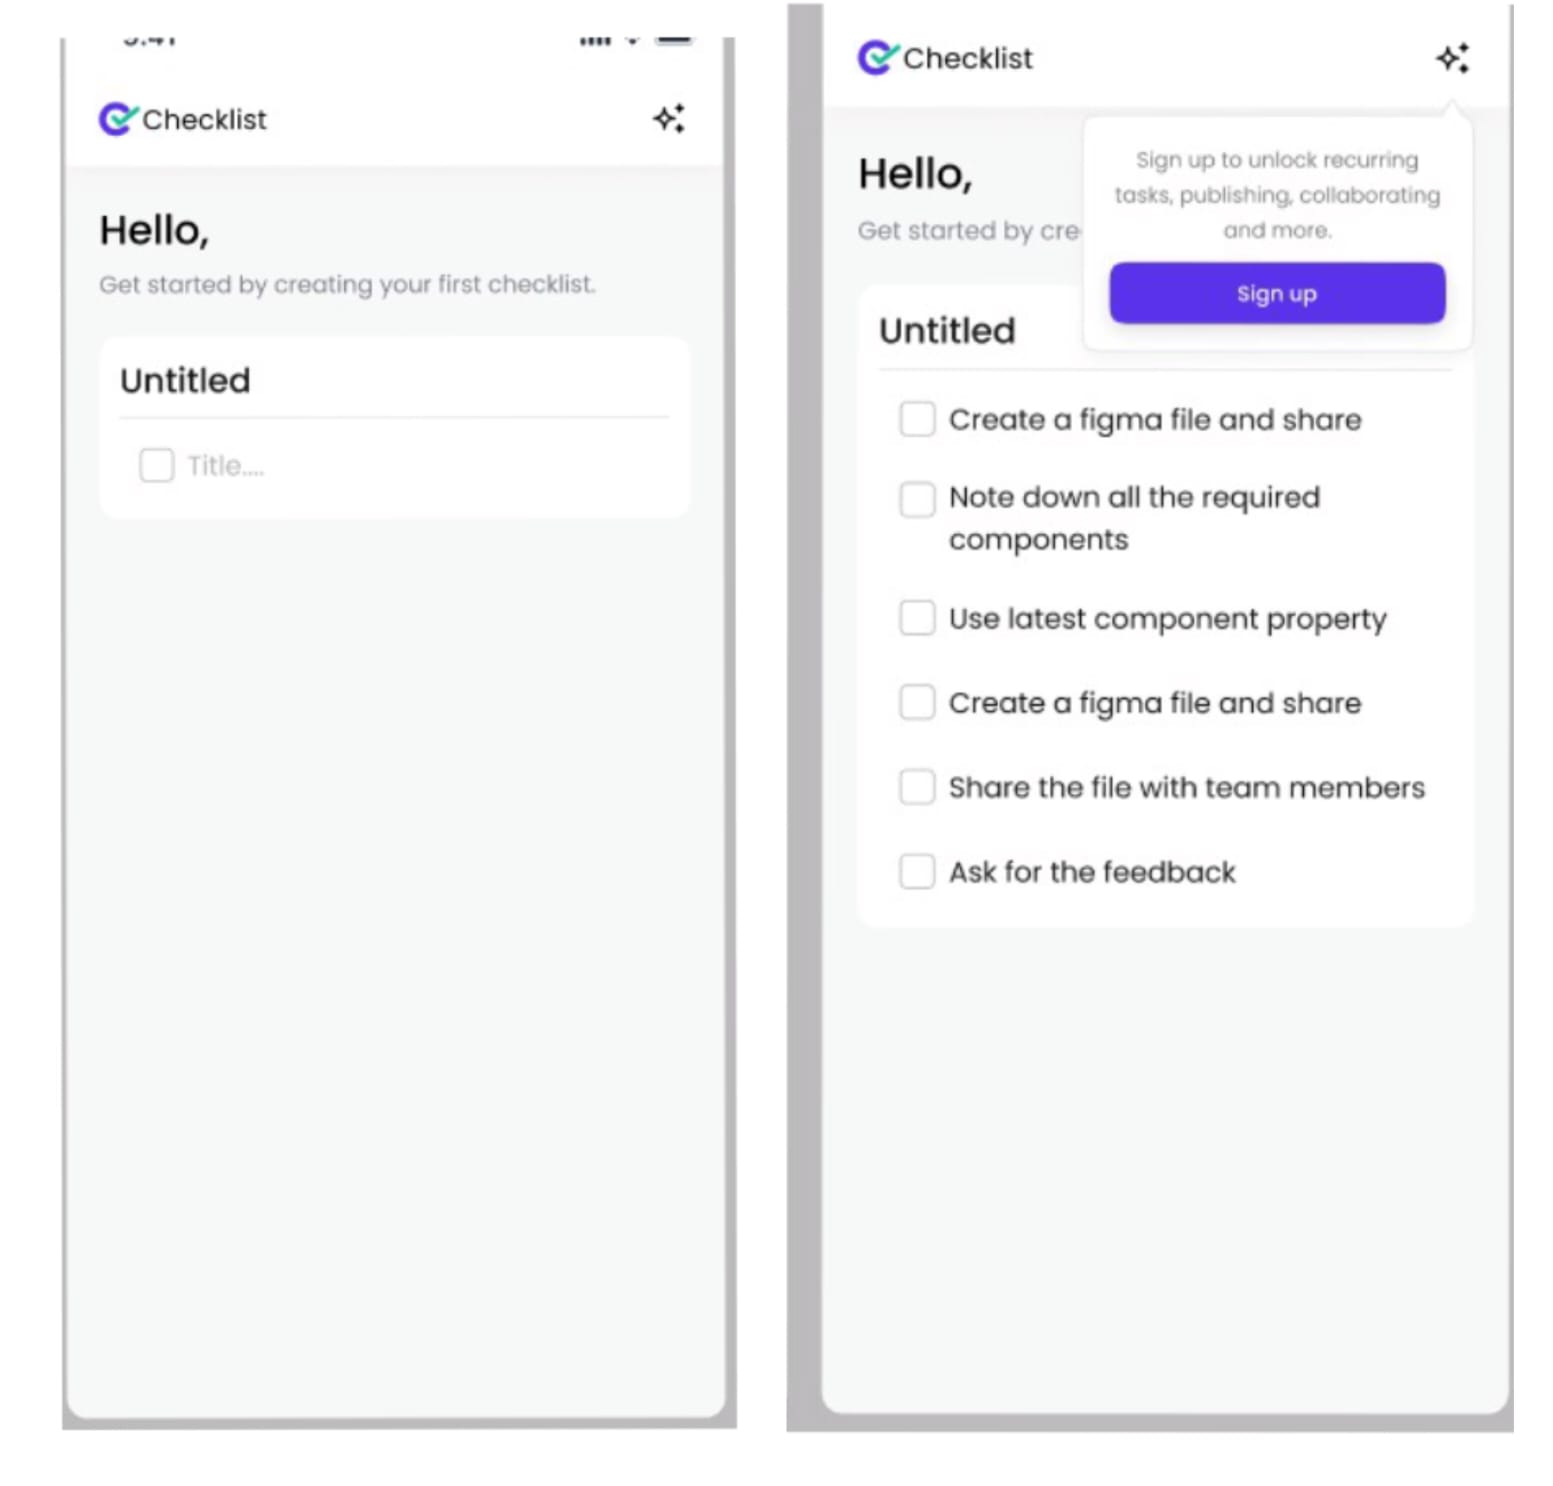 Checklist
Hello,
Get started by creating your first checklist.
Untitled
Title....
Checklist
Hello,
Get started by cre
Sign up to unlock recurring
tasks, publishing, collaborating
and more.
Sign up
Untitled
Create a figma file and share
Note down all the required
components
Use latest component property
Create a figma file and share
Share the file with team members
Ask for the feedback